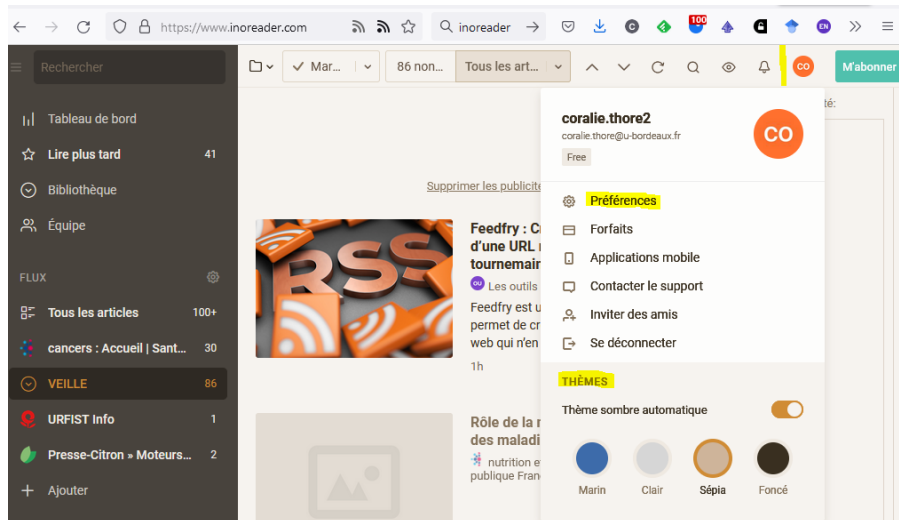 https://www.inoreader.com
inoreader
100
EN
Rechercher
Mar...
86 non...
Tous les art...
CO
M'abonner
Tableau de bord
Lire plus tard 41
Bibliothèque
Équipe
FLUX
Tous les articles 100+
cancers : Accueil | Sant... 30
VEILLE 86
URFIST Info 1
Presse-Citron » Moteurs... 2
Ajouter
té:
Supprimer les publicité
RSS
Feedfry : C
d'une URL
tournemain
Les outils
Feedfry est u
permet de cr
web qui n'en
1h
Rôle de la
des maladi
nutrition e
publique Fran
coralie.thore2
coralie.thore@u-bordeaux.fr
Free
CO
Préférences
Forfaits
Applications mobile
Contacter le support
Inviter des amis
Se déconnecter
THÈMES
Thème sombre automatique
Marin Clair Sépia Foncé